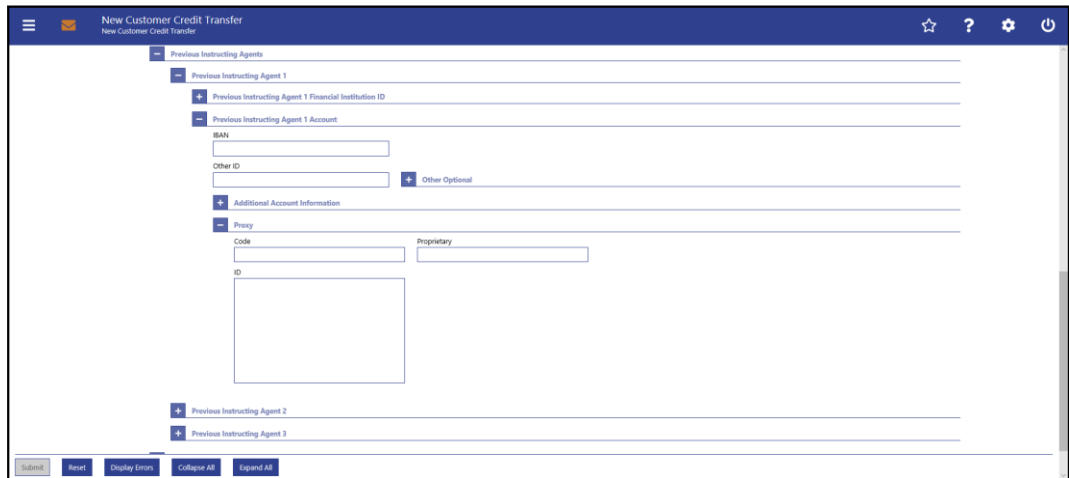 New Customer Credit Transfer
New Customer Credit Transfer
Previous Instructing Agents
Previous Instructing Agent 1
Previous Instructing Agent 1 Financial Institution ID
Previous Instructing Agent 1 Account
IBAN
Other ID
Other Optional
Additional Account Information
Proxy
Code Proprietary
ID
Previous Instructing Agent 2
Previous Instructing Agent 3
Submit Reset Display Errors Collapse All Expand All